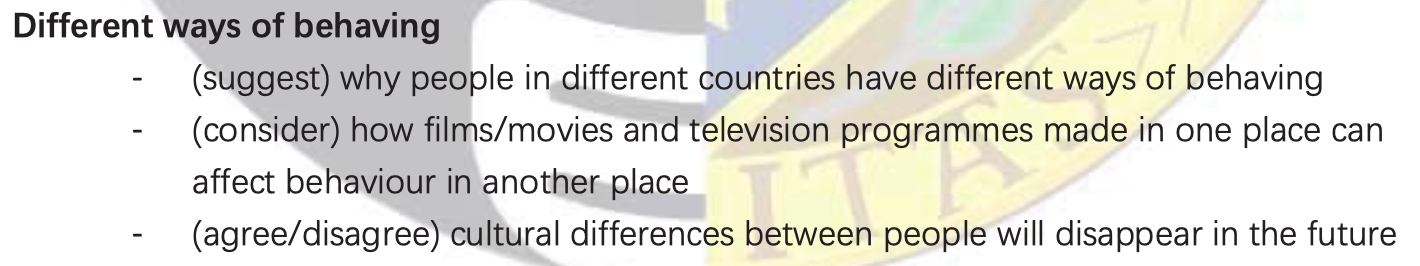 Different ways of behaving
- (suggest) why people in different countries have different ways of behaving
- (consider) how films/movies and television programmes made in one place can
affect behaviour in another place
- (agree/disagree) cultural differences between people will disappear in the future
ITAS